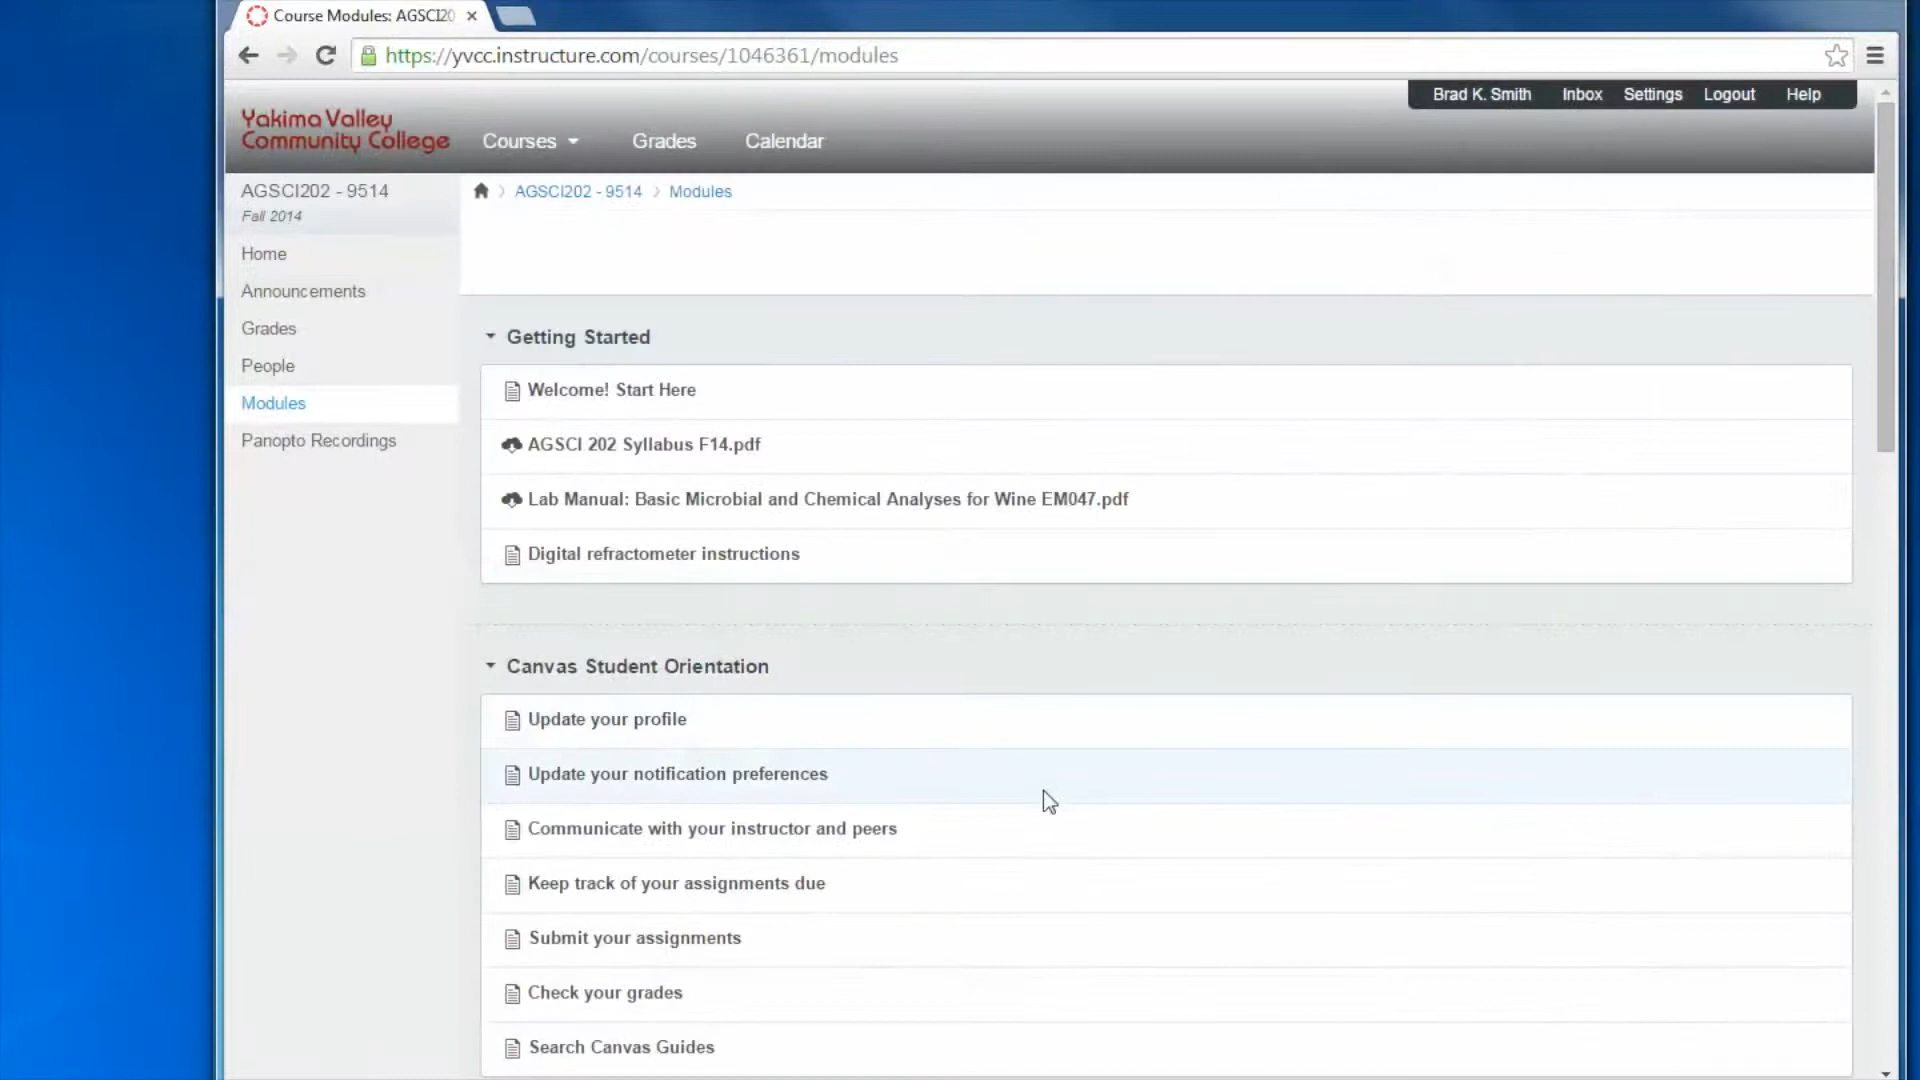 Course Modules: AGSCI20
https://yvcc.instructure.com/courses/1046361/modules
Brad K. Smith Inbox Settings Logout Help
Yakima Valley
Community College
Courses Grades Calendar
AGSCI202 - 9514
Fall 2014
Home
Announcements
Grades
People
Modules
Panopto Recordings
AGSCI202 - 9514 Modules
Getting Started
Welcome! Start Here
AGSCI 202 Syllabus F14.pdf
Lab Manual: Basic Microbial and Chemical Analyses for Wine EM047.pdf
Digital refractometer instructions
Canvas Student Orientation
Update your profile
Update your notification preferences
Communicate with your instructor and peers
Keep track of your assignments due
Submit your assignments
Check your grades
Search Canvas Guides